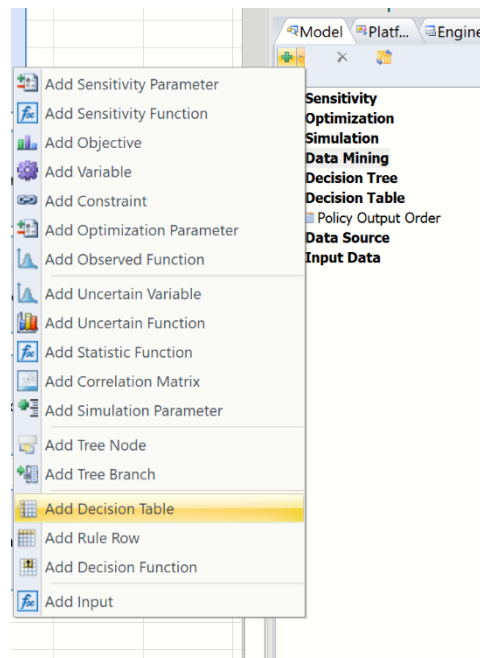 Model Platf... Engine
Add Sensitivity Parameter
Add Sensitivity Function
Add Objective
Add Variable
Add Constraint
Add Optimization Parameter
Add Observed Function
Add Uncertain Variable
Add Uncertain Function
Add Statistic Function
Add Correlation Matrix
Add Simulation Parameter
Add Tree Node
Add Tree Branch
Add Decision Table
Add Rule Row
Add Decision Function
Add Input
Sensitivity
Optimization
Simulation
Data Mining
Decision Tree
Decision Table
Policy Output Order
Data Source
Input Data